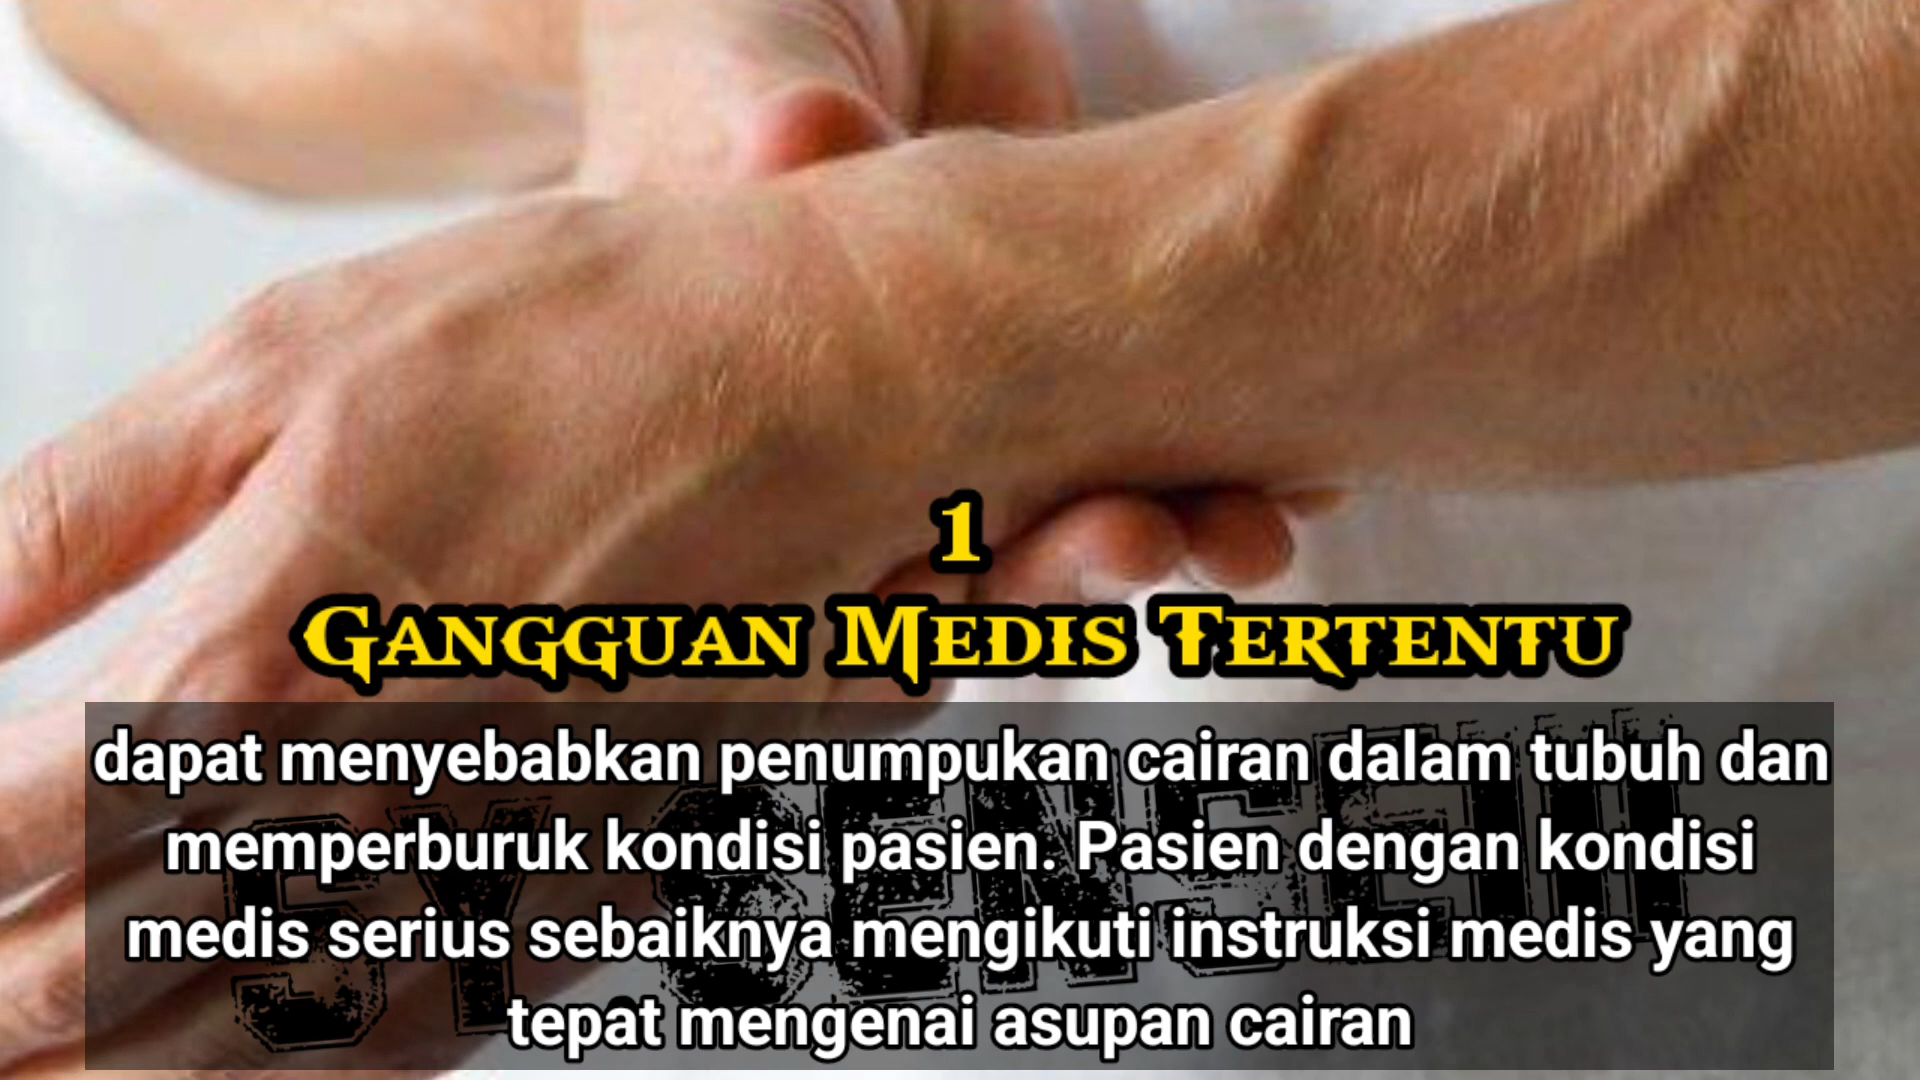 1
Gangguan Medis Tertentu
dapat menyebabkan penumpukan cairan dalam tubuh dan
memperburuk kondisi pasien. Pasien dengan kondisi
medis serius sebaiknya mengikuti instruksi medis yang
tepat mengenai asupan cairan